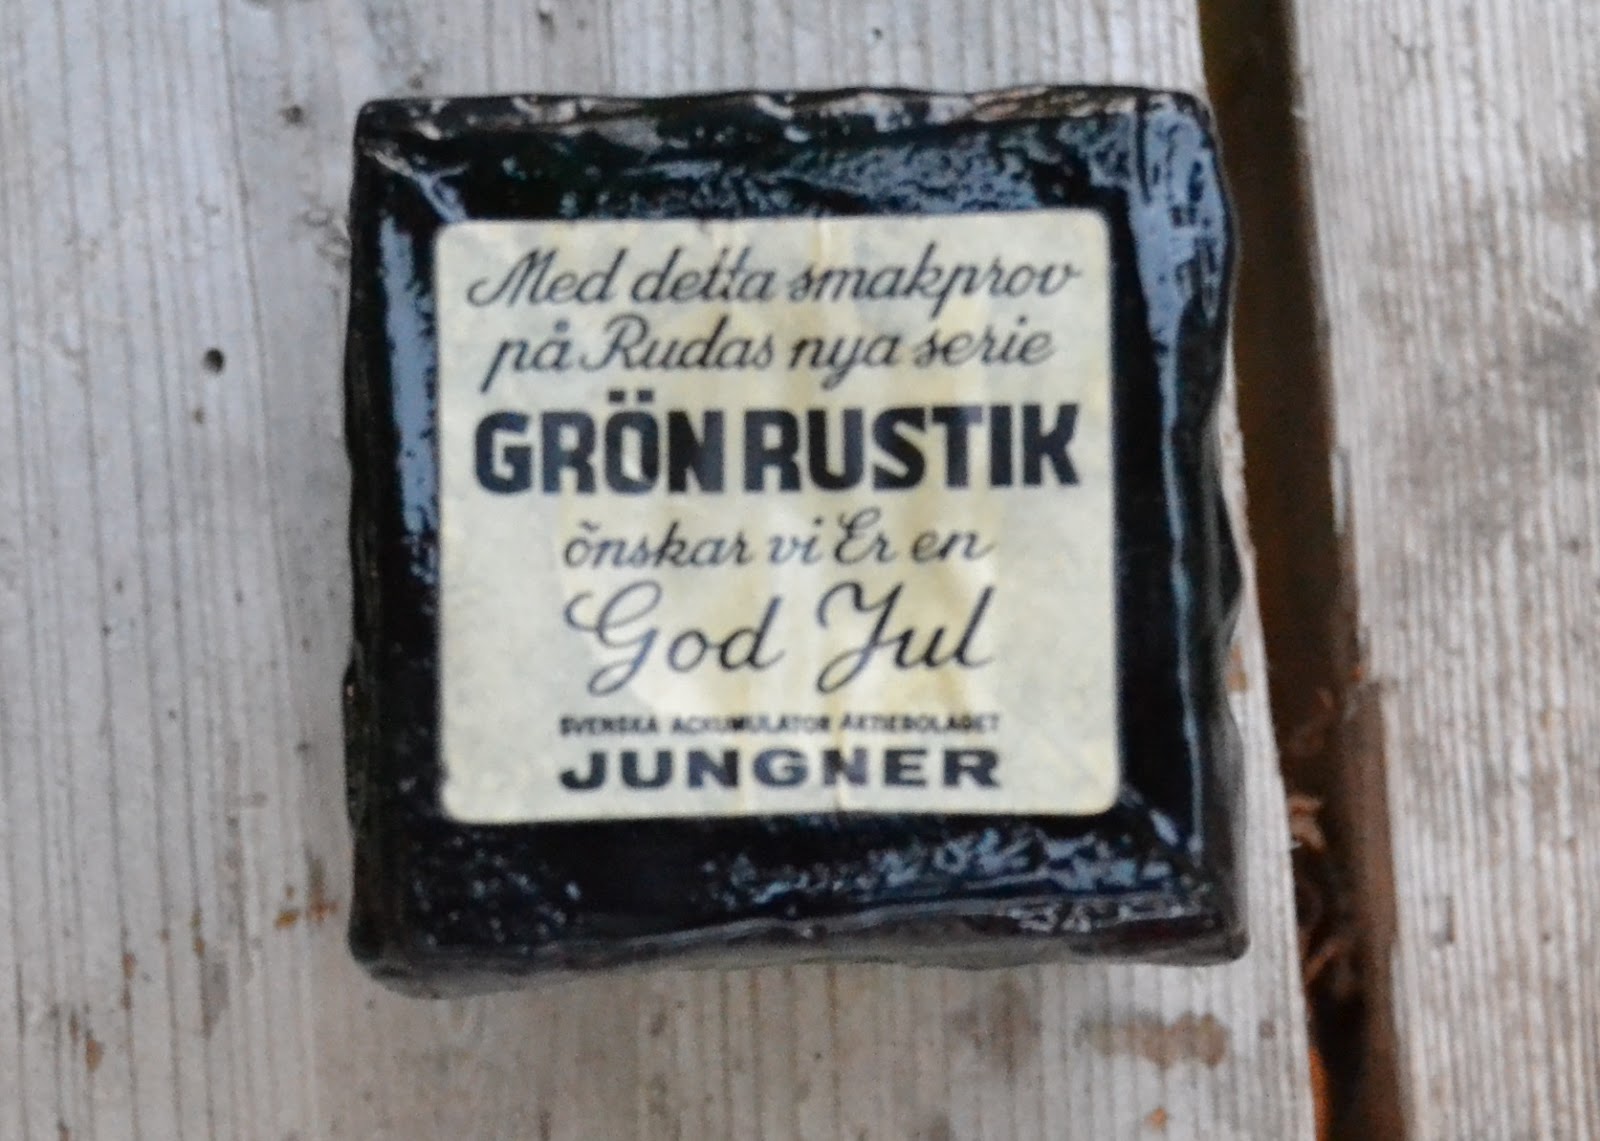 Med detta smakprov
på Rudas nya serie
GRÖN RUSTIK
önskar vi Er en
God Jul
SVENSKA ACKUMULATOR AKTIEBOLAGET
JUNGNER